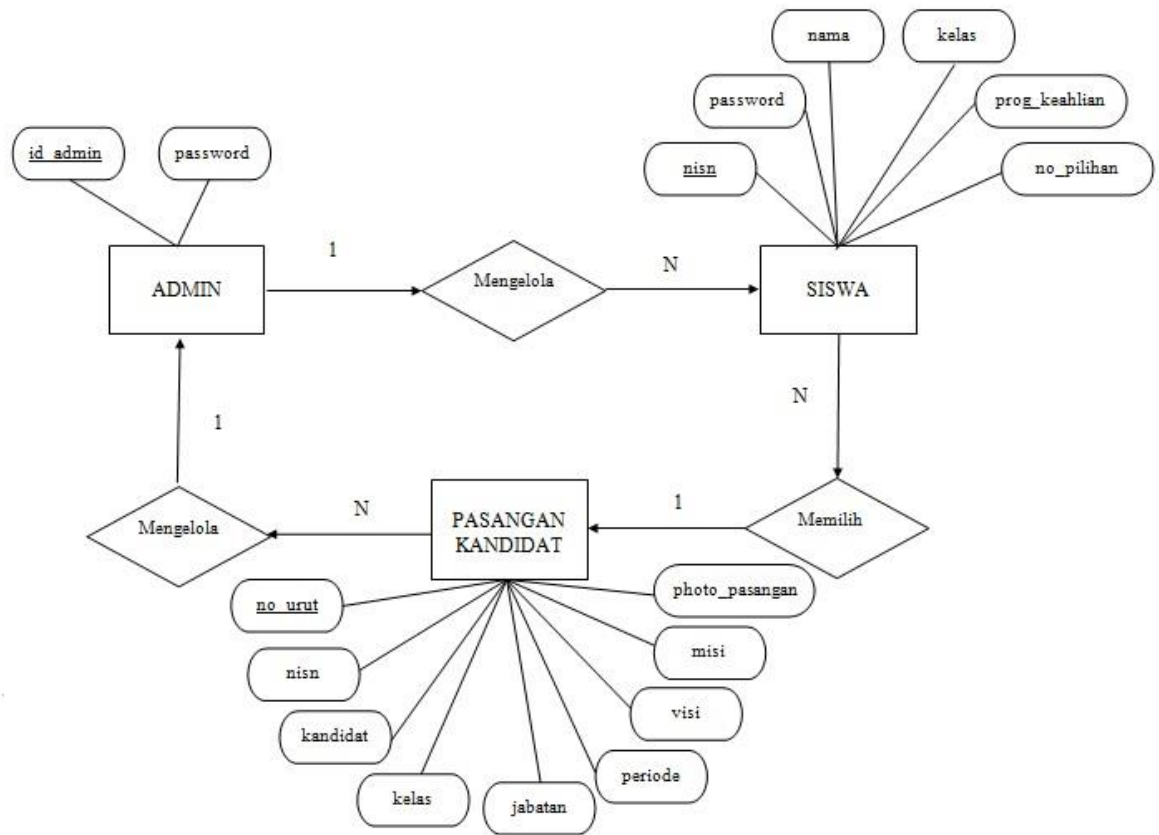 nama
kelas
password
prog_keahlian
id_admin
password
nisn
no_pilihan
1
Mengelola
N
ADMIN
SISWA
N
1
N
1
PASANGAN
KANDIDAT
Memilih
Mengelola
no_urut
photo_pasangan
nisn
misi
kandidat
visi
kelas
jabatan
periode